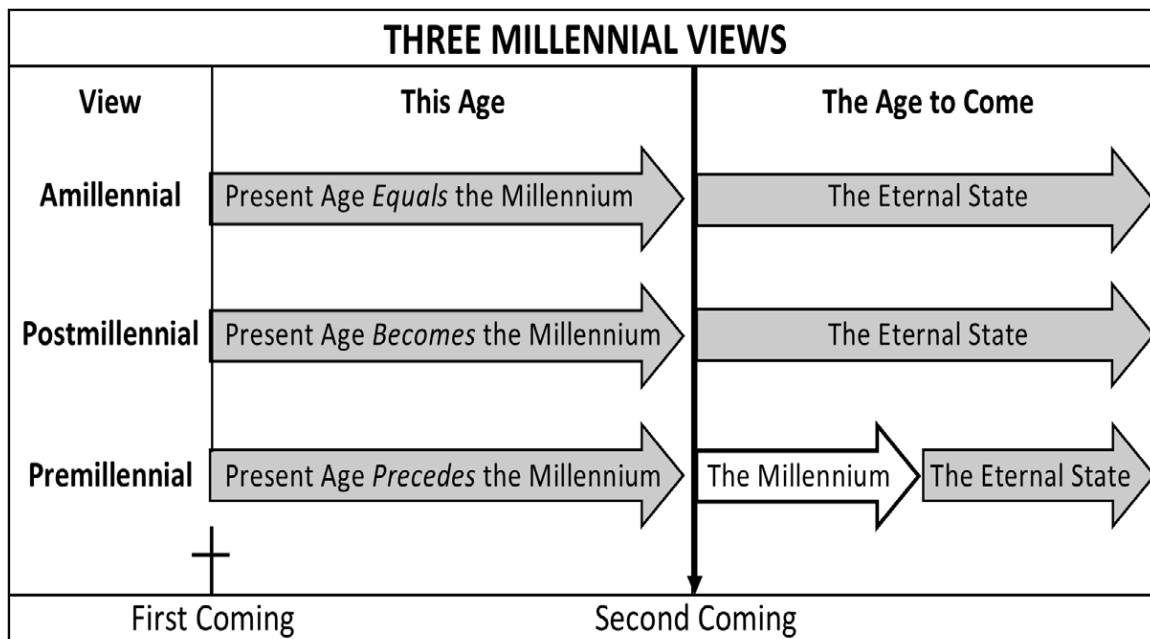 THREE MILLENNIAL VIEWS
View This Age The Age to Come
Amillennial Present Age Equals the Millennium The Eternal State
Postmillennial Present Age Becomes the Millennium The Eternal State
Premillennial Present Age Precedes the Millennium The Millennium The Eternal State
First Coming Second Coming